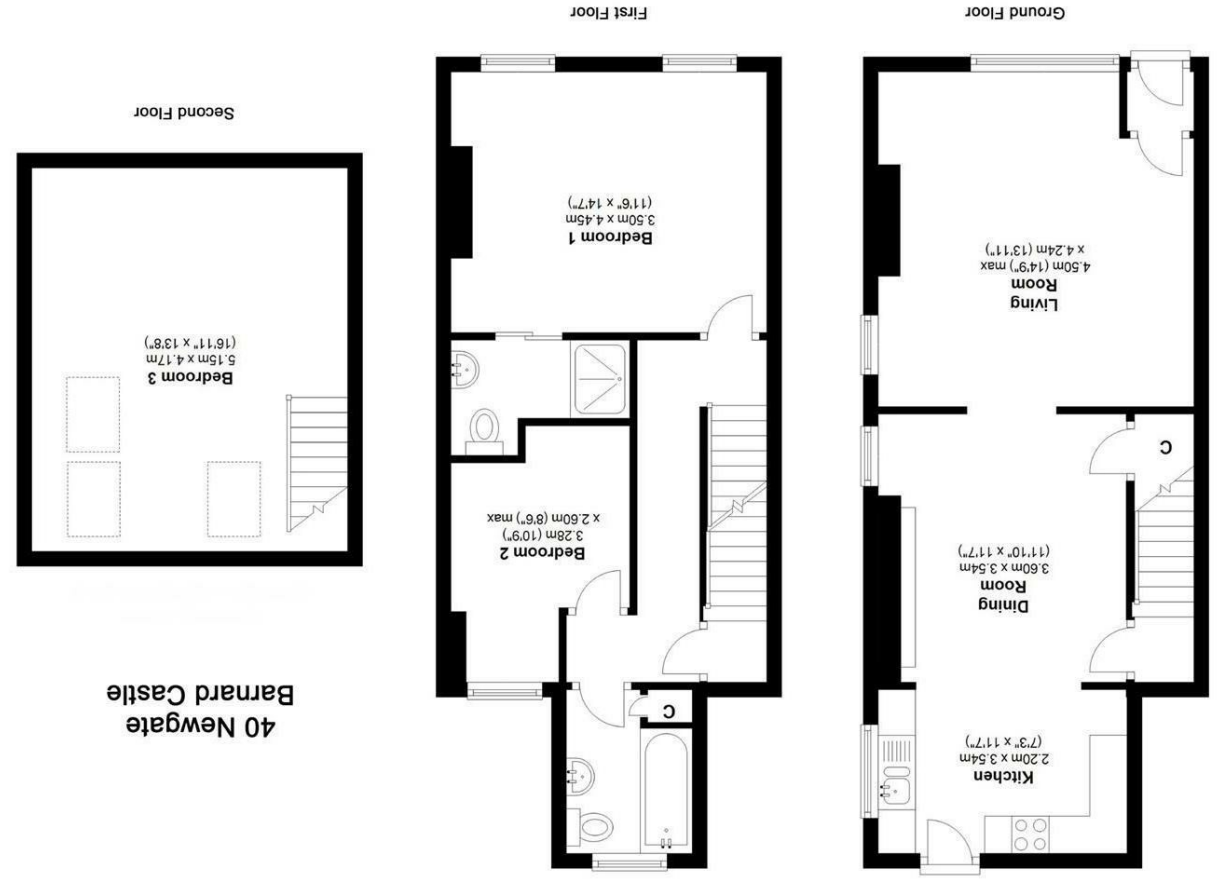 Kitchen
2.20m x 3.54m
(7'3" x 11'7")
Dining
Room
3.60m x 3.54m
(11'10" x 11'7")
C
Living
Room
4.50m (14'9") max
x 4.24m (13'11")
Ground Floor
C
Bedroom 2
3.28m (10'9")
x 2.60m (8'6") max
Bedroom 1
3.50m x 4.45m
(11'6" x 14'7")
First Floor
40 Newgate
Barnard Castle
Bedroom 3
5.15m x 4.17m
(16'11" x 13'8")
Second Floor